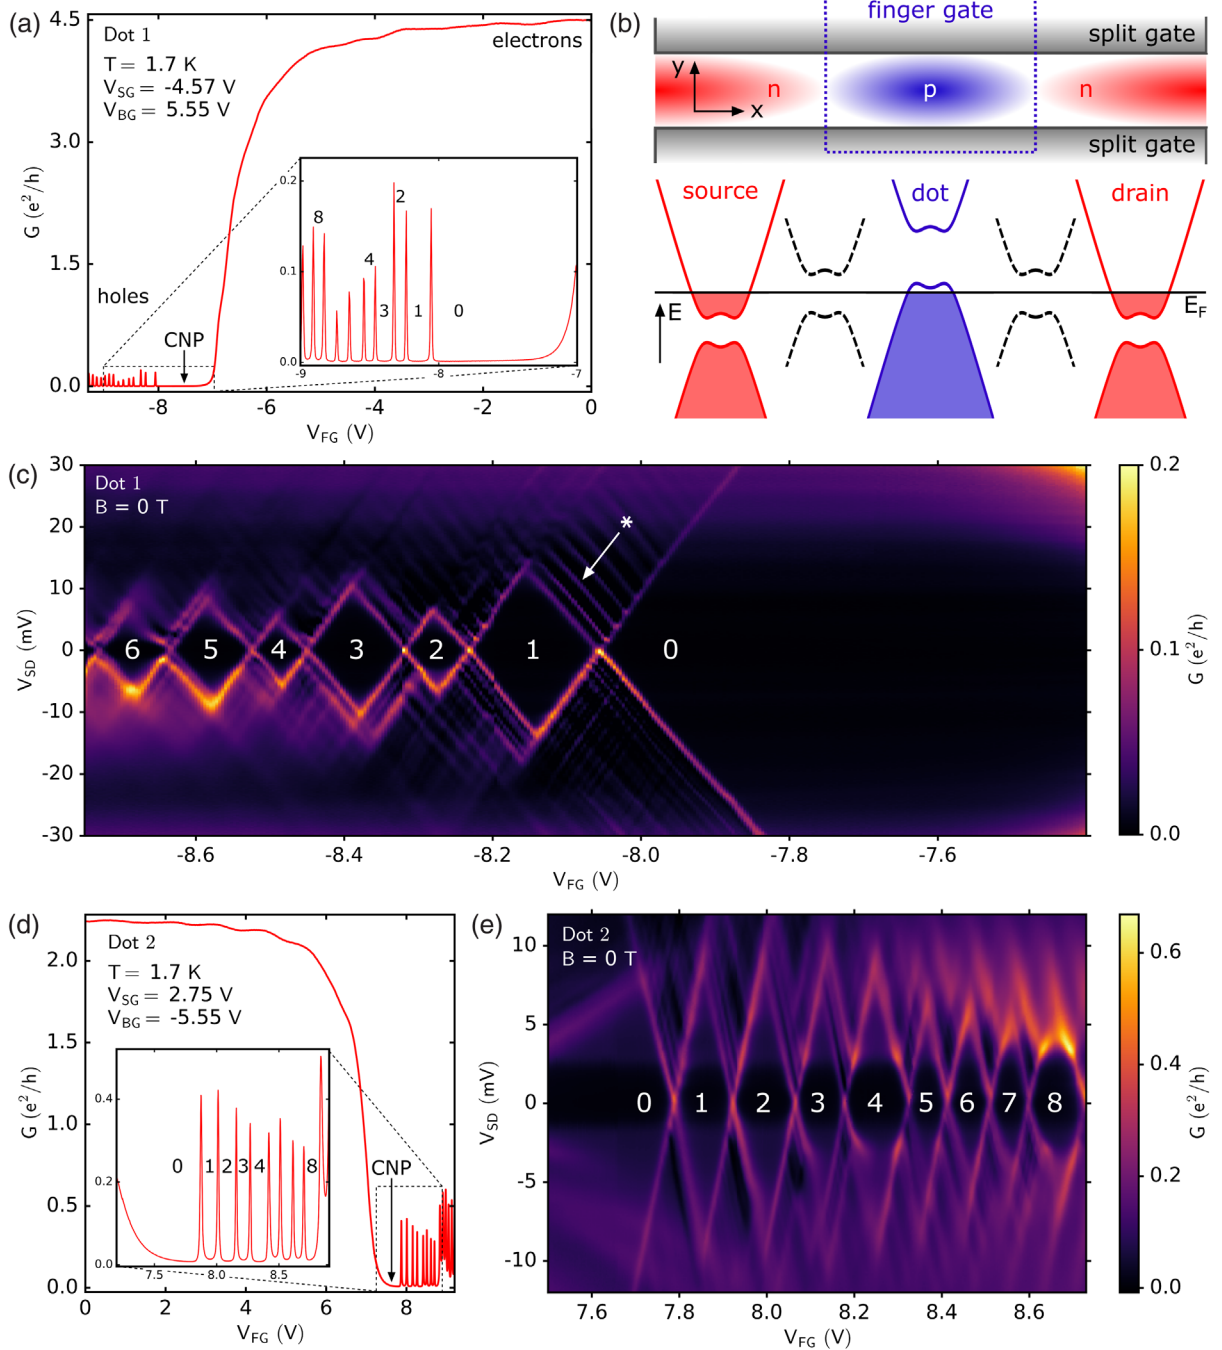 (a)
Dot 1
T = 1.7 K
V_SG = -4.57 V
V_BG = 5.55 V
electrons
holes
CNP
8
4
2
3 1 0
0.2
0.1
0.0
-9 -8 -7
4.5
3.0
1.5
0.0
G (e²/h)
-8 -6 -4 -2 0
V_FG (V)
(b)
finger gate
split gate
y
x
n p n
split gate
source dot drain
E
E_F
(c)
Dot 1
B = 0 T
*
6 5 4 3 2 1 0
30
20
10
0
-10
-20
-30
V_SD (mV)
-8.6 -8.4 -8.2 -8.0 -7.8 -7.6
V_FG (V)
0.2
0.1
0.0
G (e²/h)
(d)
Dot 2
T = 1.7 K
V_SG = 2.75 V
V_BG = -5.55 V
CNP
0 1 2 3 4 8
0.4
0.2
0.0
7.5 8.0 8.5
2.0
1.5
1.0
0.5
0.0
G (e²/h)
0 2 4 6 8
V_FG (V)
(e)
Dot 2
B = 0 T
0 1 2 3 4 5 6 7 8
10
5
0
-5
-10
V_SD (mV)
7.6 7.8 8.0 8.2 8.4 8.6
V_FG (V)
0.6
0.4
0.2
0.0
G (e²/h)